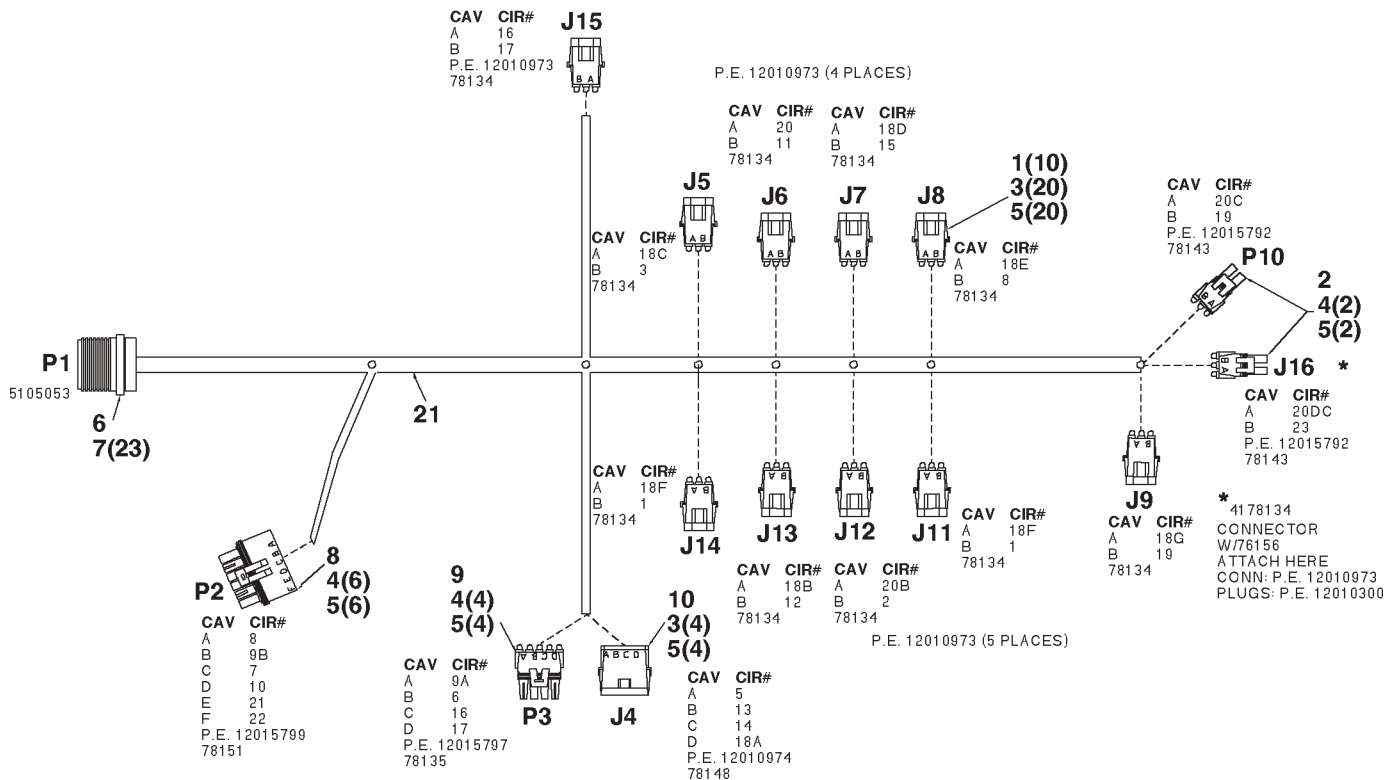 CAV CIR#
A 16
B 17
P.E. 12010973
78134
J15
B A
P.E. 12010973 (4 PLACES)
CAV CIR#
A 20
B 11
78134
CAV CIR#
A 18D
B 15
78134
1(10)
3(20)
5(20)
J5
J6
J7
J8
A B
A B
A B
A B
CAV CIR#
A 18C
B 3
78134
CAV CIR#
A 18E
B 8
78134
CAV CIR#
A 20C
B 19
P.E. 12015792
78143
P10
B A
2
4(2)
5(2)
P1
5105053
6
7(23)
21
J16 *
B A
CAV CIR#
A 20DC
B 23
P.E. 12015792
78143
CAV CIR#
A 18F
B 1
78134
A B
J14
A B
J13
A B
J12
A B
J11
CAV CIR#
A 18F
B 1
78134
A B
J9
CAV CIR#
A 18G
B 19
78134
*
4178134
CONNECTOR
W/76156
ATTACH HERE
CONN: P.E. 12010973
PLUGS: P.E. 12010300
CAV CIR#
A 18B
B 12
78134
CAV CIR#
A 20B
B 2
78134
P.E. 12010973 (5 PLACES)
P2
F E D C B A
8
4(6)
5(6)
CAV CIR#
A 8
B 9B
C 7
D 10
E 21
F 22
P.E. 12015799
78151
9
4(4)
5(4)
A B C D
P3
CAV CIR#
A 9A
B 6
C 16
D 17
P.E. 12015797
78135
10
3(4)
5(4)
A B C D
J4
CAV CIR#
A 5
B 13
C 14
D 18A
P.E. 12010974
78148